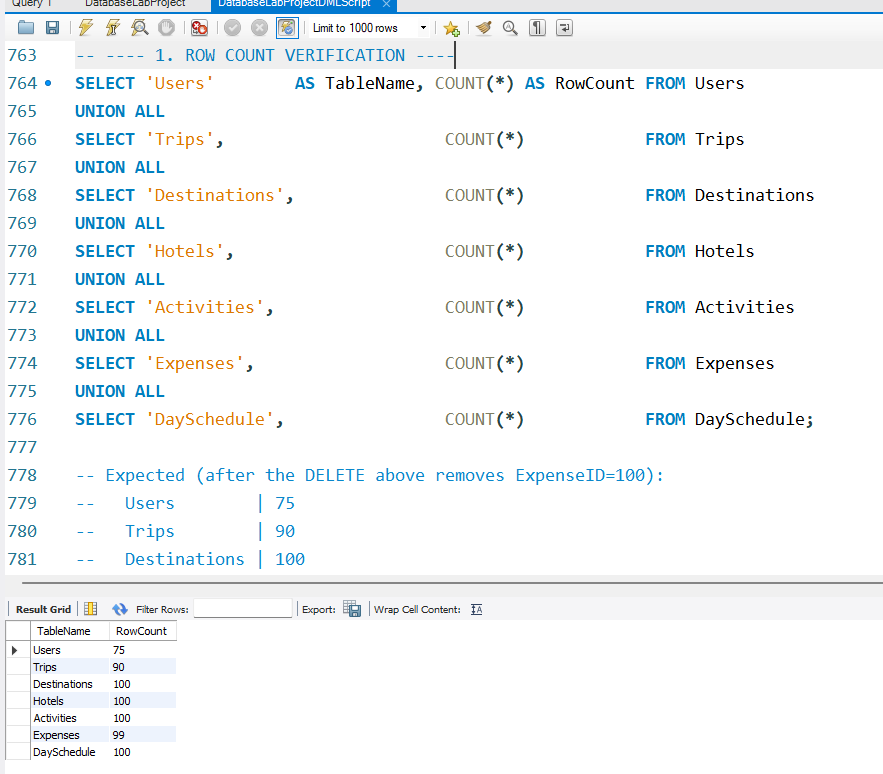 Query 1 DatabaseLabProject DatabaseLabProjectDMLScript
Limit to 1000 rows
763 -- ---- 1. ROW COUNT VERIFICATION ----
764 SELECT 'Users' AS TableName, COUNT(*) AS RowCount FROM Users
765 UNION ALL
766 SELECT 'Trips', COUNT(*) FROM Trips
767 UNION ALL
768 SELECT 'Destinations', COUNT(*) FROM Destinations
769 UNION ALL
770 SELECT 'Hotels', COUNT(*) FROM Hotels
771 UNION ALL
772 SELECT 'Activities', COUNT(*) FROM Activities
773 UNION ALL
774 SELECT 'Expenses', COUNT(*) FROM Expenses
775 UNION ALL
776 SELECT 'DaySchedule', COUNT(*) FROM DaySchedule;
777
778 -- Expected (after the DELETE above removes ExpenseID=100):
779 -- Users | 75
780 -- Trips | 90
781 -- Destinations | 100
Result Grid Filter Rows: Export: Wrap Cell Content:
TableName RowCount
Users 75
Trips 90
Destinations 100
Hotels 100
Activities 100
Expenses 99
DaySchedule 100